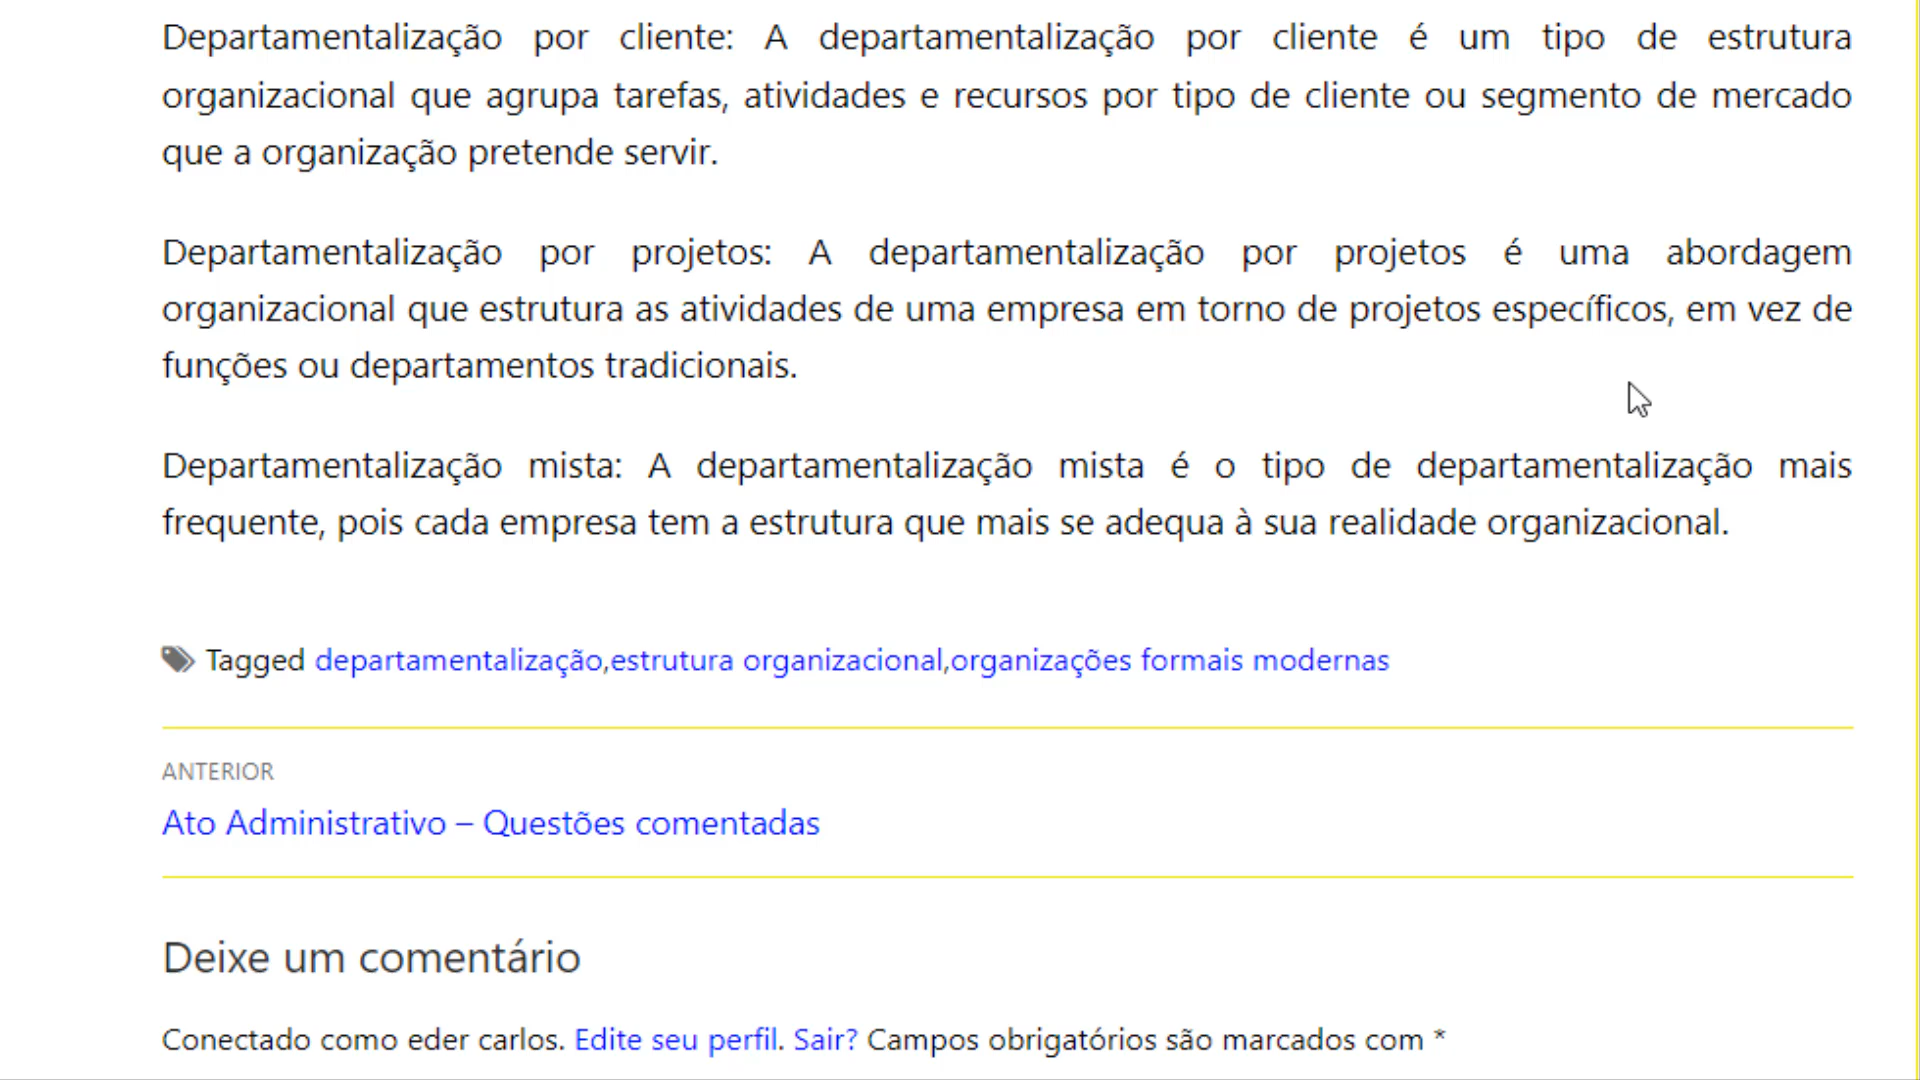 Departamentalização por cliente: A departamentalização por cliente é um tipo de estrutura
organizacional que agrupa tarefas, atividades e recursos por tipo de cliente ou segmento de mercado
que a organização pretende servir.
Departamentalização por projetos: A departamentalização por projetos é uma abordagem
organizacional que estrutura as atividades de uma empresa em torno de projetos específicos, em vez de
funções ou departamentos tradicionais.
Departamentalização mista: A departamentalização mista é o tipo de departamentalização mais
frequente, pois cada empresa tem a estrutura que mais se adequa à sua realidade organizacional.
Tagged departamentalização,estrutura organizacional,organizações formais modernas
ANTERIOR
Ato Administrativo – Questões comentadas
Deixe um comentário
Conectado como eder carlos. Edite seu perfil. Sair? Campos obrigatórios são marcados com *